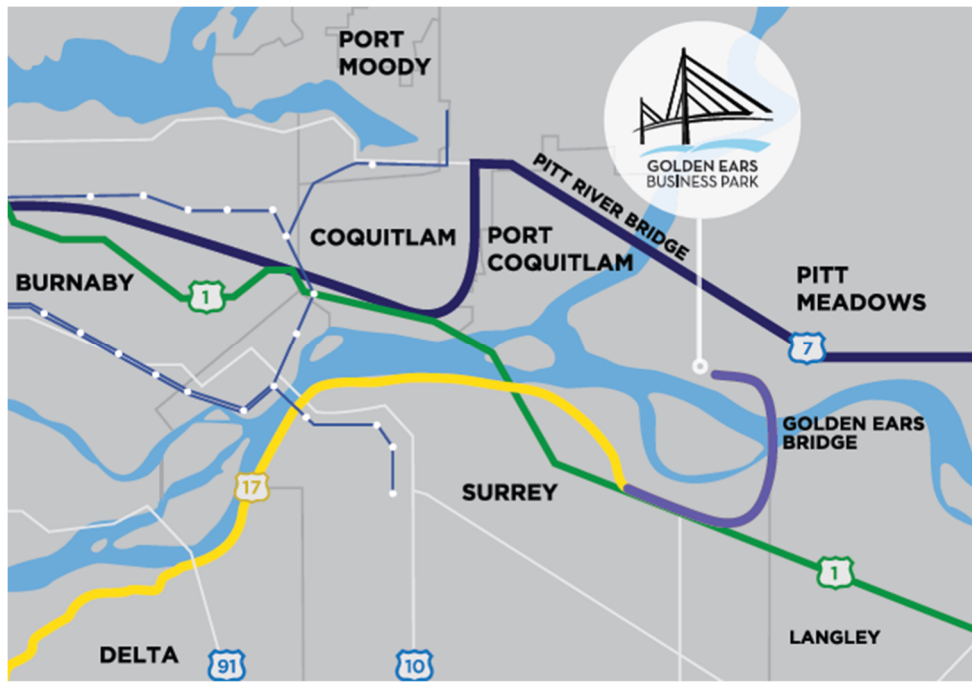 PORT
MOODY
GOLDEN EARS
BUSINESS PARK
PITT RIVER BRIDGE
COQUITLAM
PORT
COQUITLAM
PITT
MEADOWS
BURNABY
1
7
GOLDEN EARS
BRIDGE
17
SURREY
1
LANGLEY
DELTA
91
10